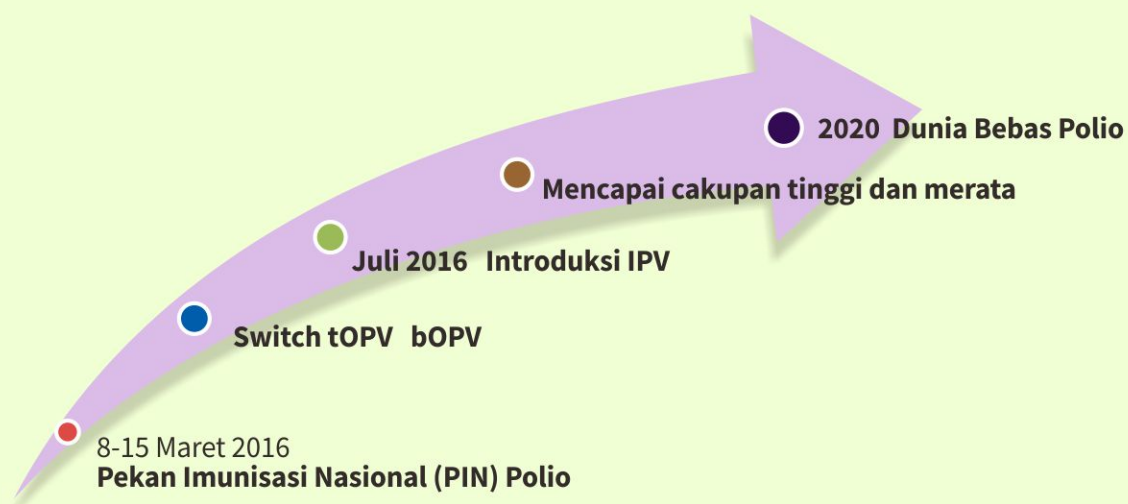 2020 Dunia Bebas Polio
Mencapai cakupan tinggi dan merata
Juli 2016 Introduksi IPV
Switch tOPV bOPV
8-15 Maret 2016
Pekan Imunisasi Nasional (PIN) Polio